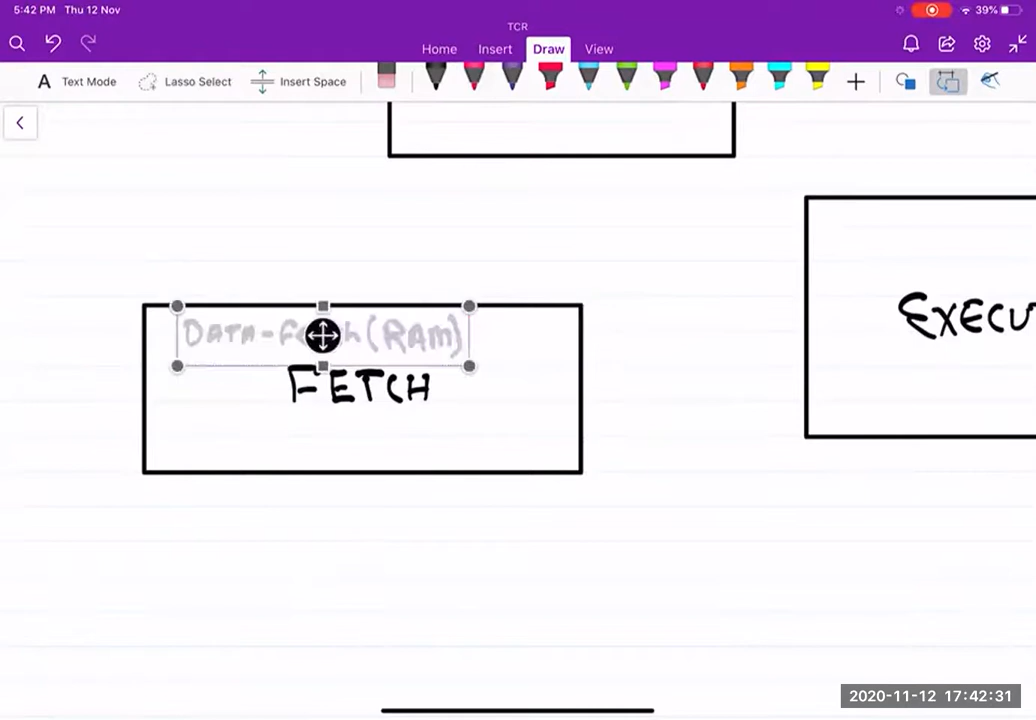 5:42 PM Thu 12 Nov
39%
TCR
Home Insert Draw View
A Text Mode Lasso Select Insert Space
DATA-Fetch(RAM)
FETCH
EXECU
2020-11-12 17:42:31